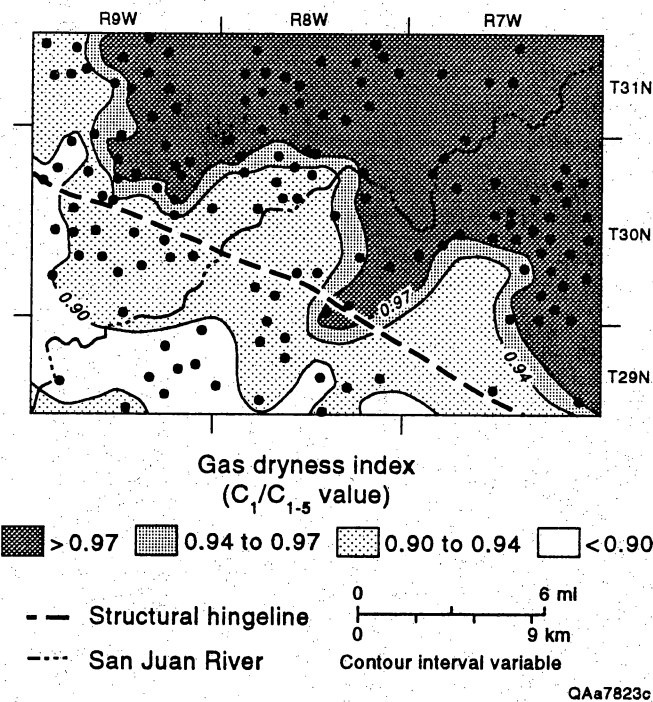 R9W R8W R7W
T31N
T30N
0.90
0.97
0.94
T29N
Gas dryness index
(C1/C1-5 value)
> 0.97 0.94 to 0.97 0.90 to 0.94 < 0.90
Structural hingeline
San Juan River
0 6 mi
0 9 km
Contour interval variable
QAa7823c